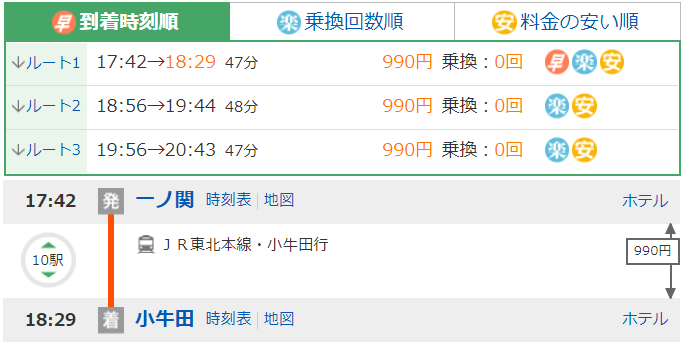 早 到着時刻順 楽 乗換回数順 安 料金の安い順
↓ルート1 17:42→18:29 47分 990円 乗換：0回 早 楽 安
↓ルート2 18:56→19:44 48分 990円 乗換：0回 楽 安
↓ルート3 19:56→20:43 47分 990円 乗換：0回 楽 安
17:42 発 一ノ関 時刻表 地図 ホテル
10駅 ＪＲ東北本線・小牛田行 990円
18:29 着 小牛田 時刻表 地図 ホテル